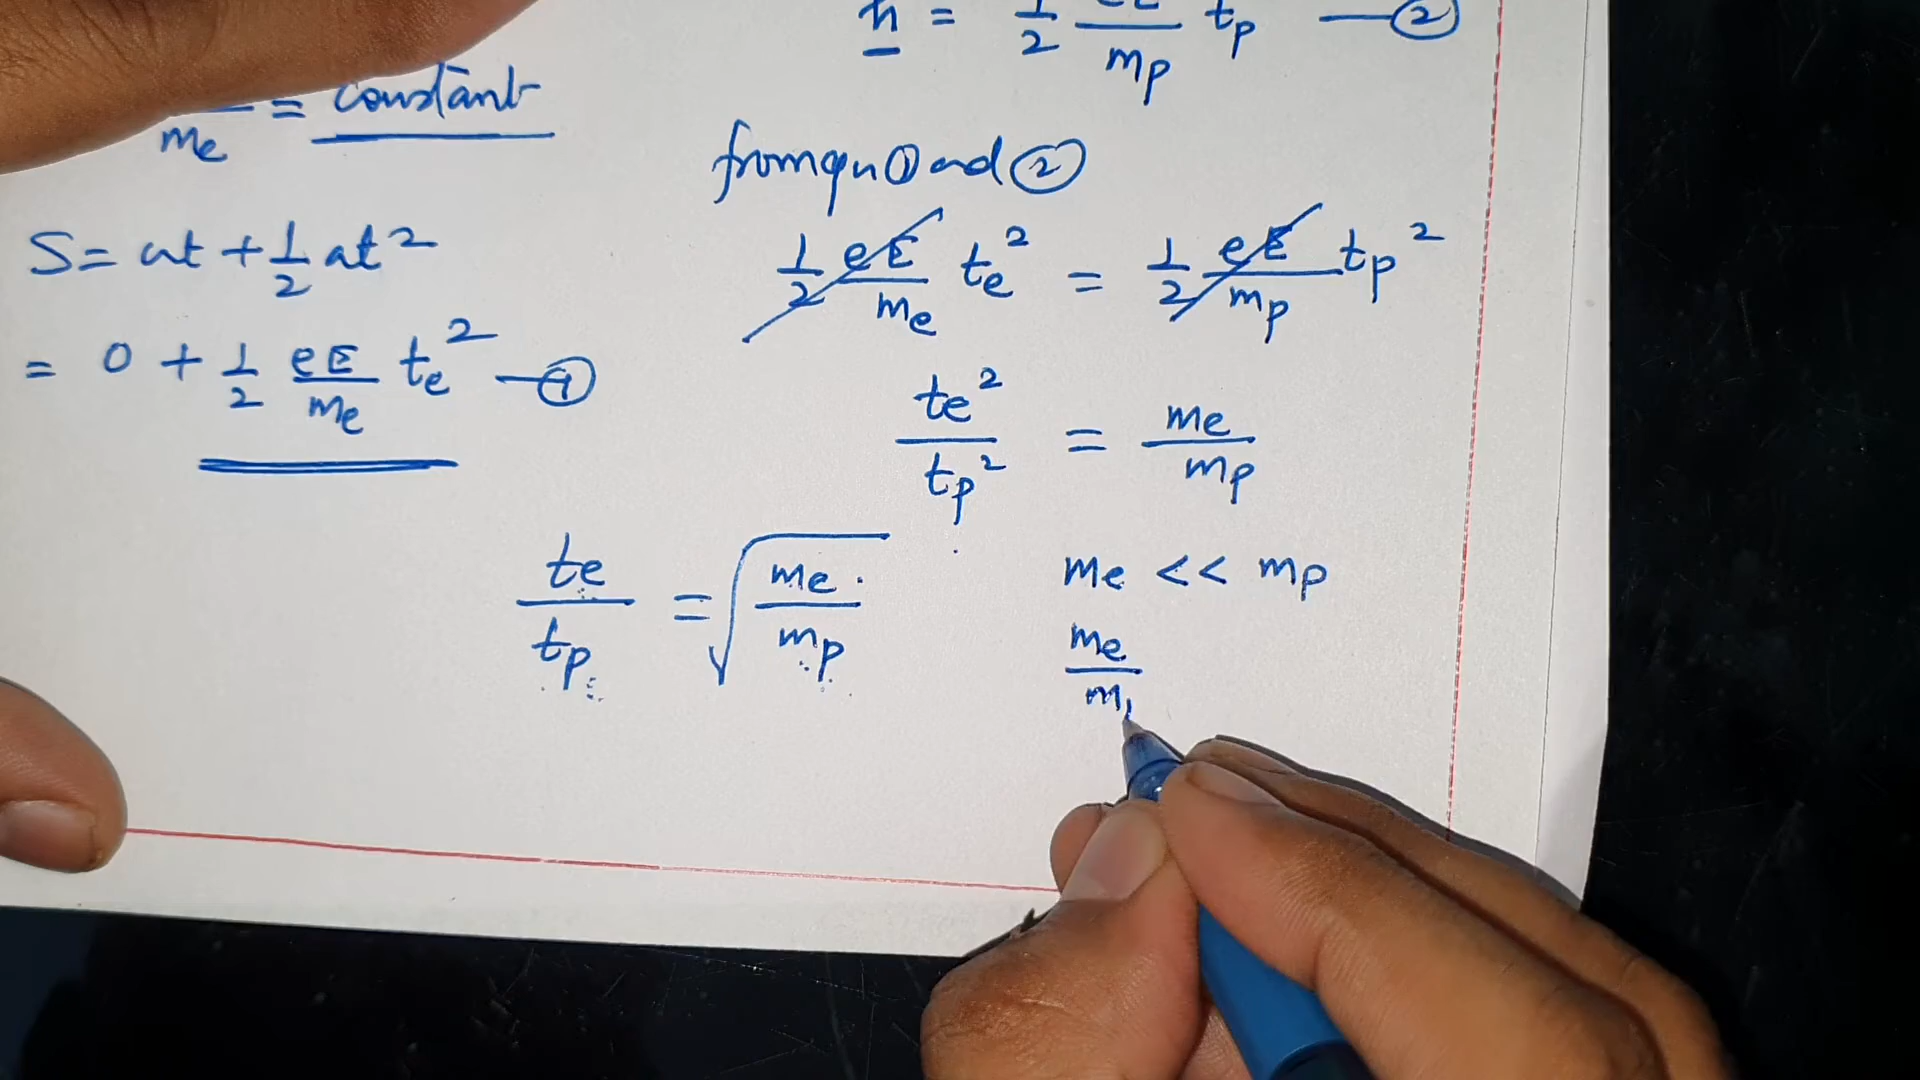 me = constant
S = ut + 1/2 at²
= 0 + 1/2 eE/me te² — ①
h = 1/2 eE/mp tp — ②
from qn ① and ②
1/2 eE/me te² = 1/2 eE/mp tp²
te²/tp² = me/mp
te/tp = √(me/mp)
me << mp
me/m